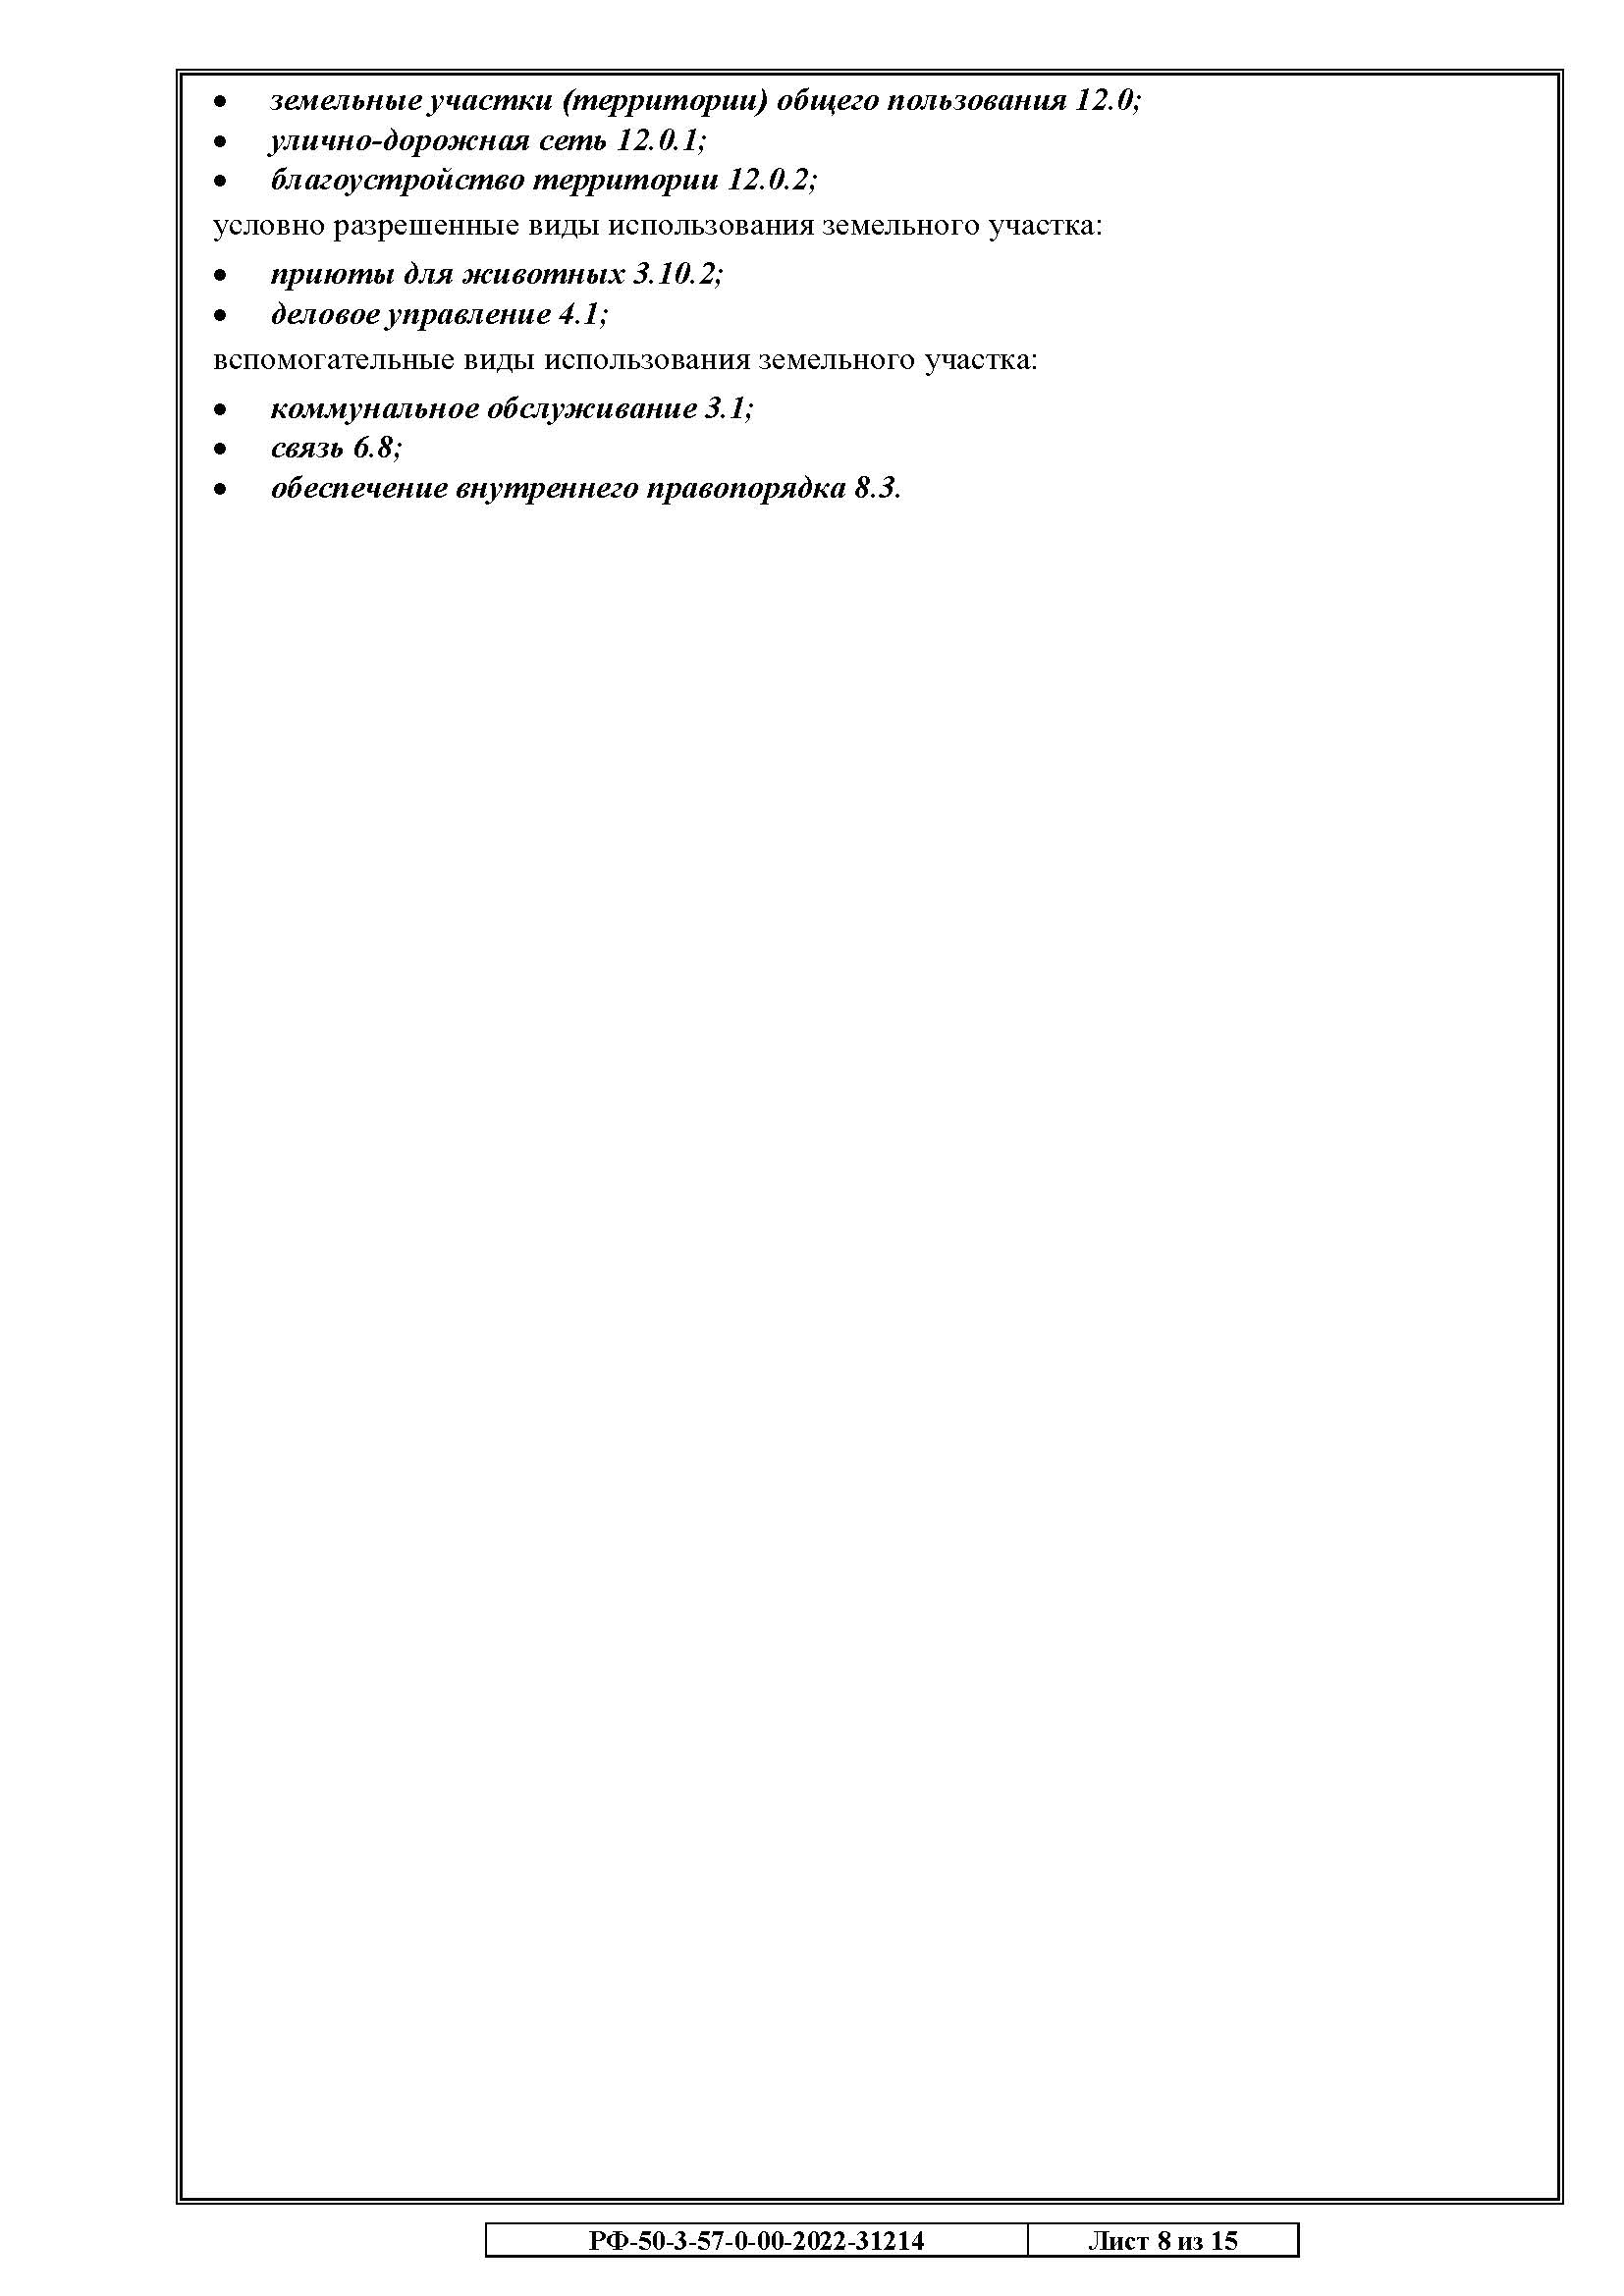 • земельные участки (территории) общего пользования 12.0;
• улично-дорожная сеть 12.0.1;
• благоустройство территории 12.0.2;
условно разрешенные виды использования земельного участка:
• приюты для животных 3.10.2;
• деловое управление 4.1;
вспомогательные виды использования земельного участка:
• коммунальное обслуживание 3.1;
• связь 6.8;
• обеспечение внутреннего правопорядка 8.3.
РФ-50-3-57-0-00-2022-31214 Лист 8 из 15